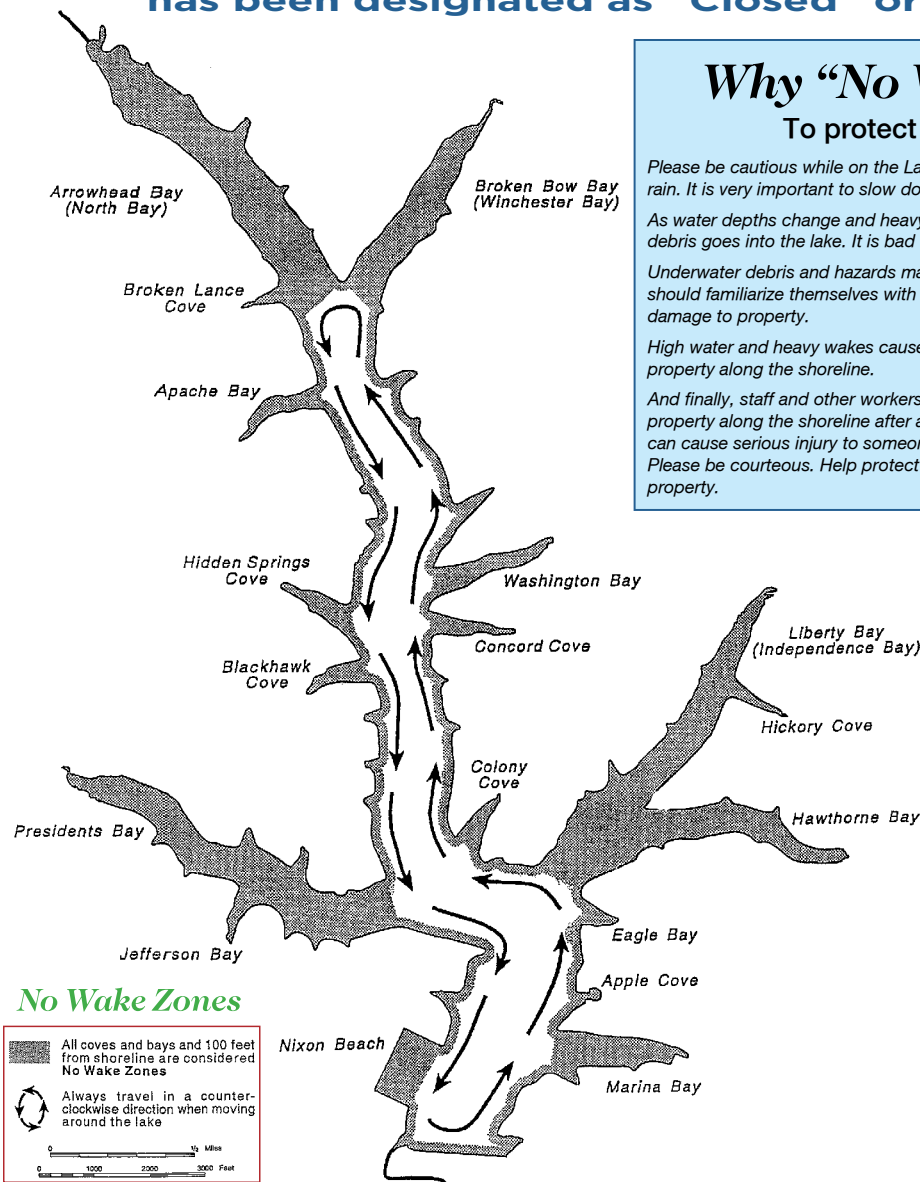 has been designated as "Closed" or
Why "No
To protect
Please be cautious while on the
rain. It is very important to slow
As water depths change and heavy
debris goes into the lake. It is bad
Underwater debris and hazards
should familiarize themselves with
damage to property.
High water and heavy wakes cause
property along the shoreline.
And finally, staff and other workers
property along the shoreline after
can cause serious injury to
Please be courteous. Help protect
property.
Arrowhead Bay
(North Bay)
Broken Bow Bay
(Winchester Bay)
Broken Lance
Cove
Apache Bay
Hidden Springs
Cove
Washington Bay
Concord Cove
Blackhawk
Cove
Liberty Bay
(Independence Bay)
Hickory Cove
Colony
Cove
Presidents Bay
Hawthorne Bay
Jefferson Bay
Eagle Bay
Apple Cove
Nixon Beach
Marina Bay
No Wake Zones
All coves and bays and 100 feet
from shoreline are considered
No Wake Zones
Always travel in a counter-
clockwise direction when moving
around the lake
0 1/2 Miles
0 1000 2000 3000 Feet